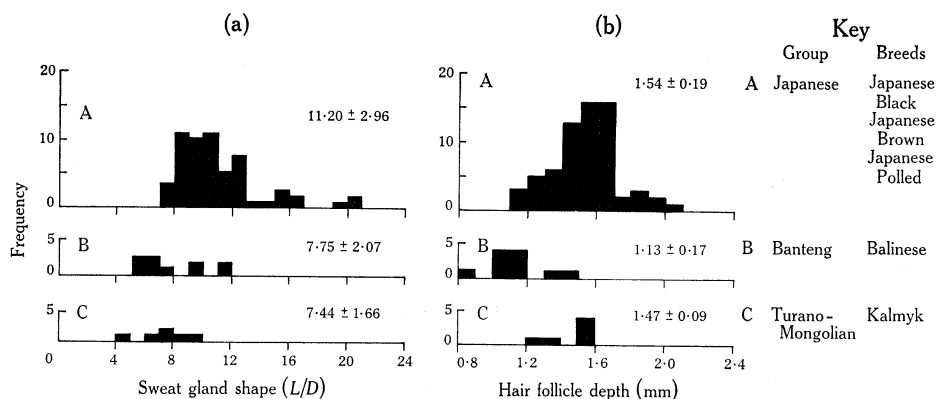 (a)
(b)
Key
Group Breeds
Frequency
20
10
0
A
11·20 ± 2·96
20
10
0
A
1·54 ± 0·19
A Japanese Japanese
Black
Japanese
Brown
Japanese
Polled
5
0
B
7·75 ± 2·07
5
0
B
1·13 ± 0·17
B Banteng Balinese
5
C
7·44 ± 1·66
5
0
C
1·47 ± 0·09
C Turano-
Mongolian
Kalmyk
0 4 8 12 16 20 24
Sweat gland shape (L/D)
0·8 1·2 1·6 2·0 2·4
Hair follicle depth (mm)